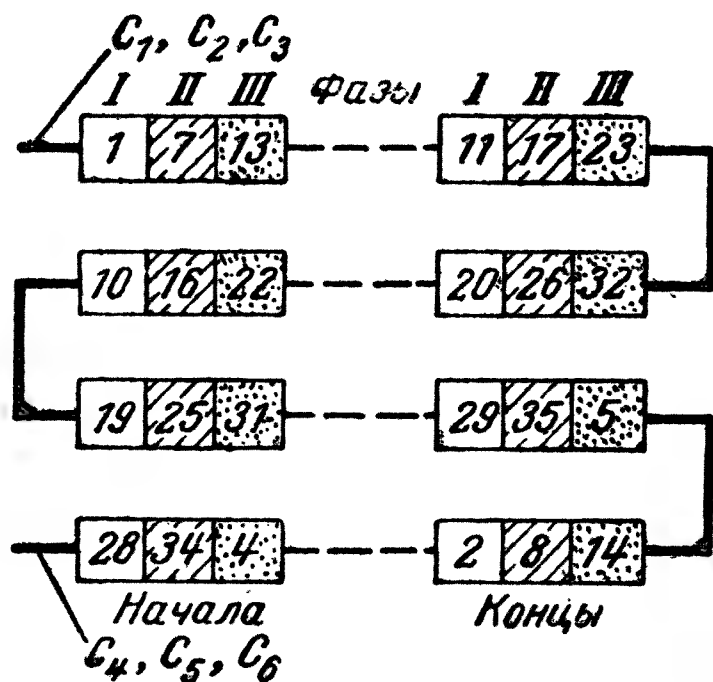 C₁, C₂, C₃
I II III Фазы I II III
1 7 13 11 17 23
10 16 22 20 26 32
19 25 31 29 35 5
28 34 4 2 8 14
Начала Концы
C₄, C₅, C₆